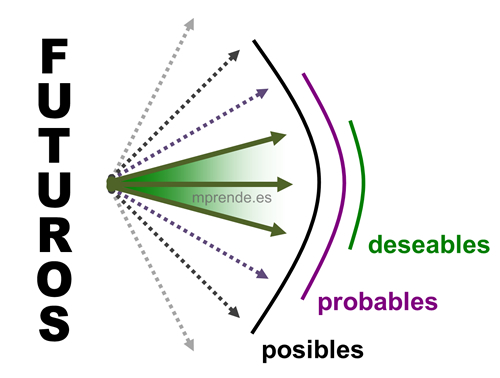 FUTUROS
mprende.es
deseables
probables
posibles